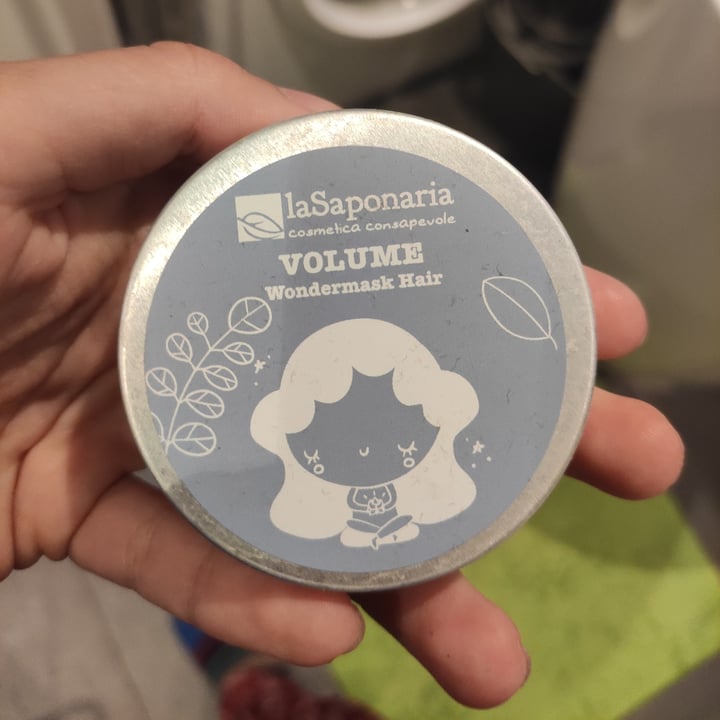 laSaponaria
cosmetica consapevole
VOLUME
Wondermask Hair